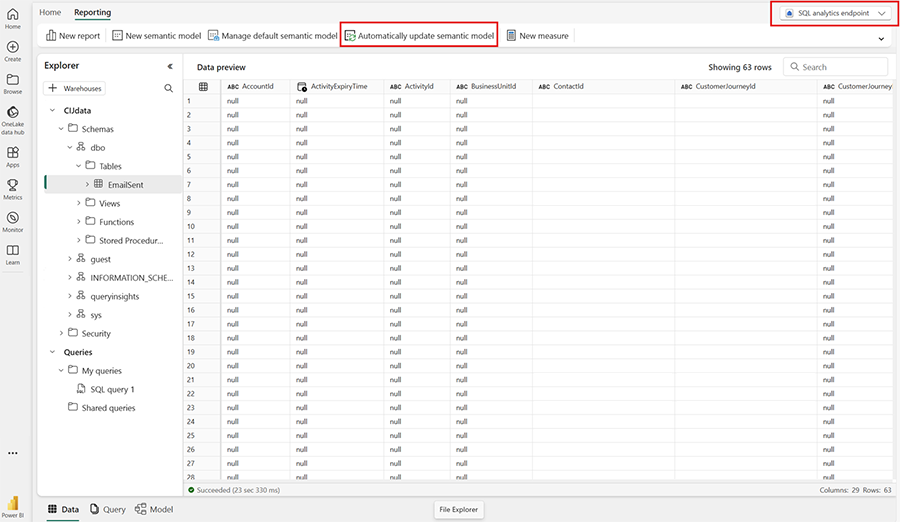 Home Reporting SQL analytics endpoint
New report New semantic model Manage default semantic model Automatically update semantic model New measure
Home
Create
Browse
OneLake data hub
Apps
Metrics
Monitor
Learn
...
Power BI
Explorer
+ Warehouses
CIJdata
Schemas
dbo
Tables
EmailSent
Views
Functions
Stored Procedur...
guest
INFORMATION_SCHE...
queryinsights
sys
Security
Queries
My queries
SQL query 1
Shared queries
Data preview Showing 63 rows Search
ABC AccountId ActivityExpiryTime ABC ActivityId ABC BusinessUnitId ABC ContactId ABC CustomerJourneyId ABC CustomerJourney
1 null null null null null
2 null null null null null
3 null null null null null
4 null null null null null
5 null null null null null
6 null null null null null
7 null null null null null
8 null null null null null
9 null null null null null
10 null null null null null
11 null null null null null
12 null null null null null
13 null null null null null
14 null null null null null
15 null null null null null
16 null null null null null
17 null null null null null
18 null null null null null
19 null null null null null
20 null null null null null
21 null null null null null
22 null null null null null
23 null null null null null
24 null null null null null
25 null null null null null
26 null null null null null
27 null null null null null
28 null null null null null
Succeeded (23 sec 330 ms) Columns: 29 Rows: 63
Data Query Model File Explorer